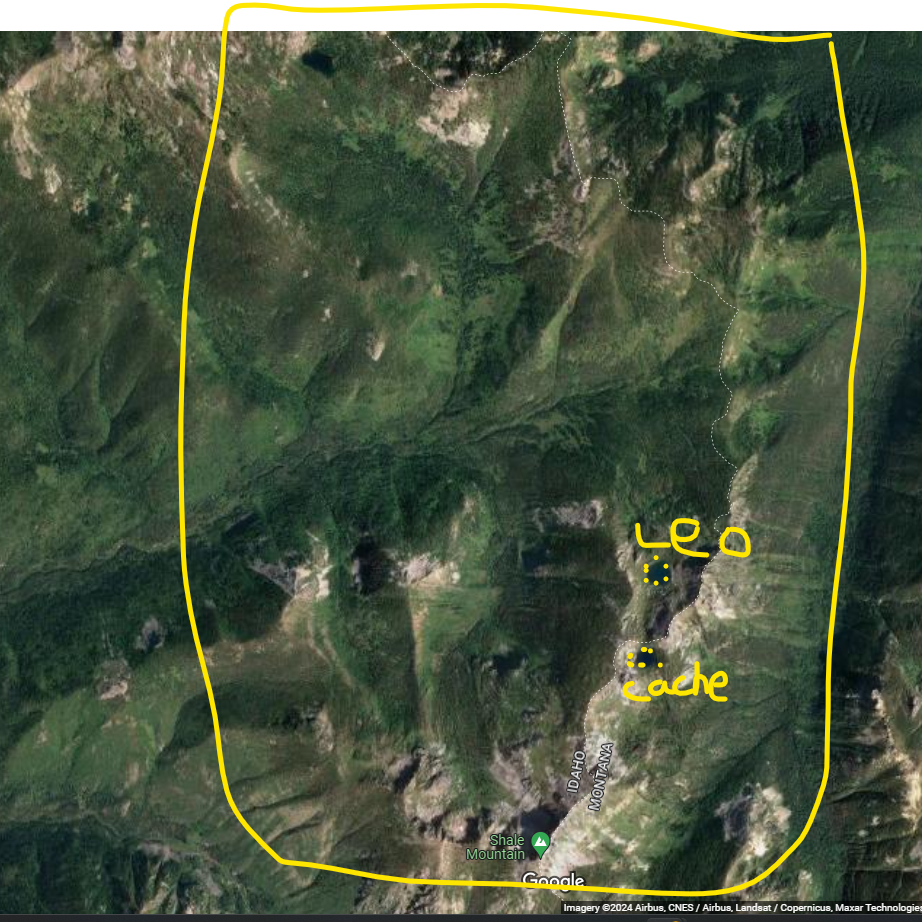 Leo
cache
IDAHO
MONTANA
Shale
Mountain
Google
Imagery ©2024 Airbus, CNES / Airbus, Landsat / Copernicus, Maxar Technologies